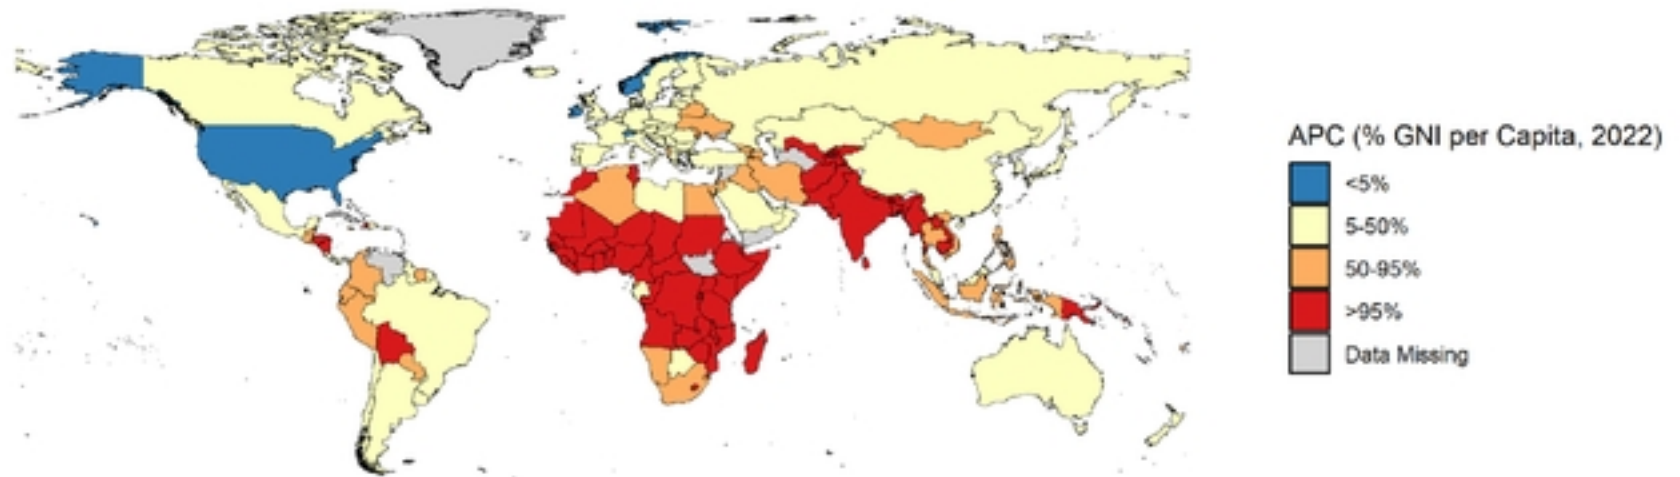 APC (% GNI per Capita, 2022)
<5%
5-50%
50-95%
>95%
Data Missing